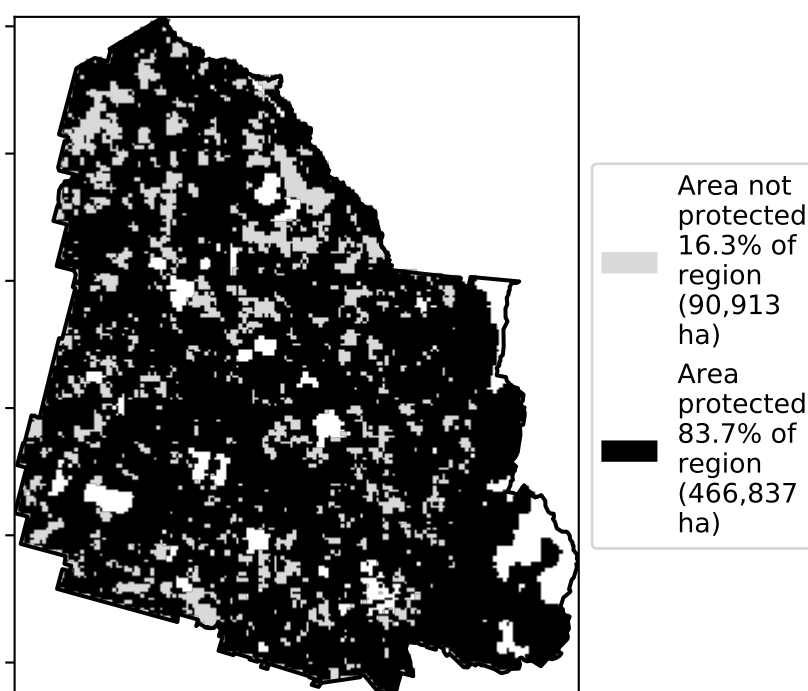 Area not
protected
16.3% of
region
(90,913
ha)
Area
protected
83.7% of
region
(466,837
ha)